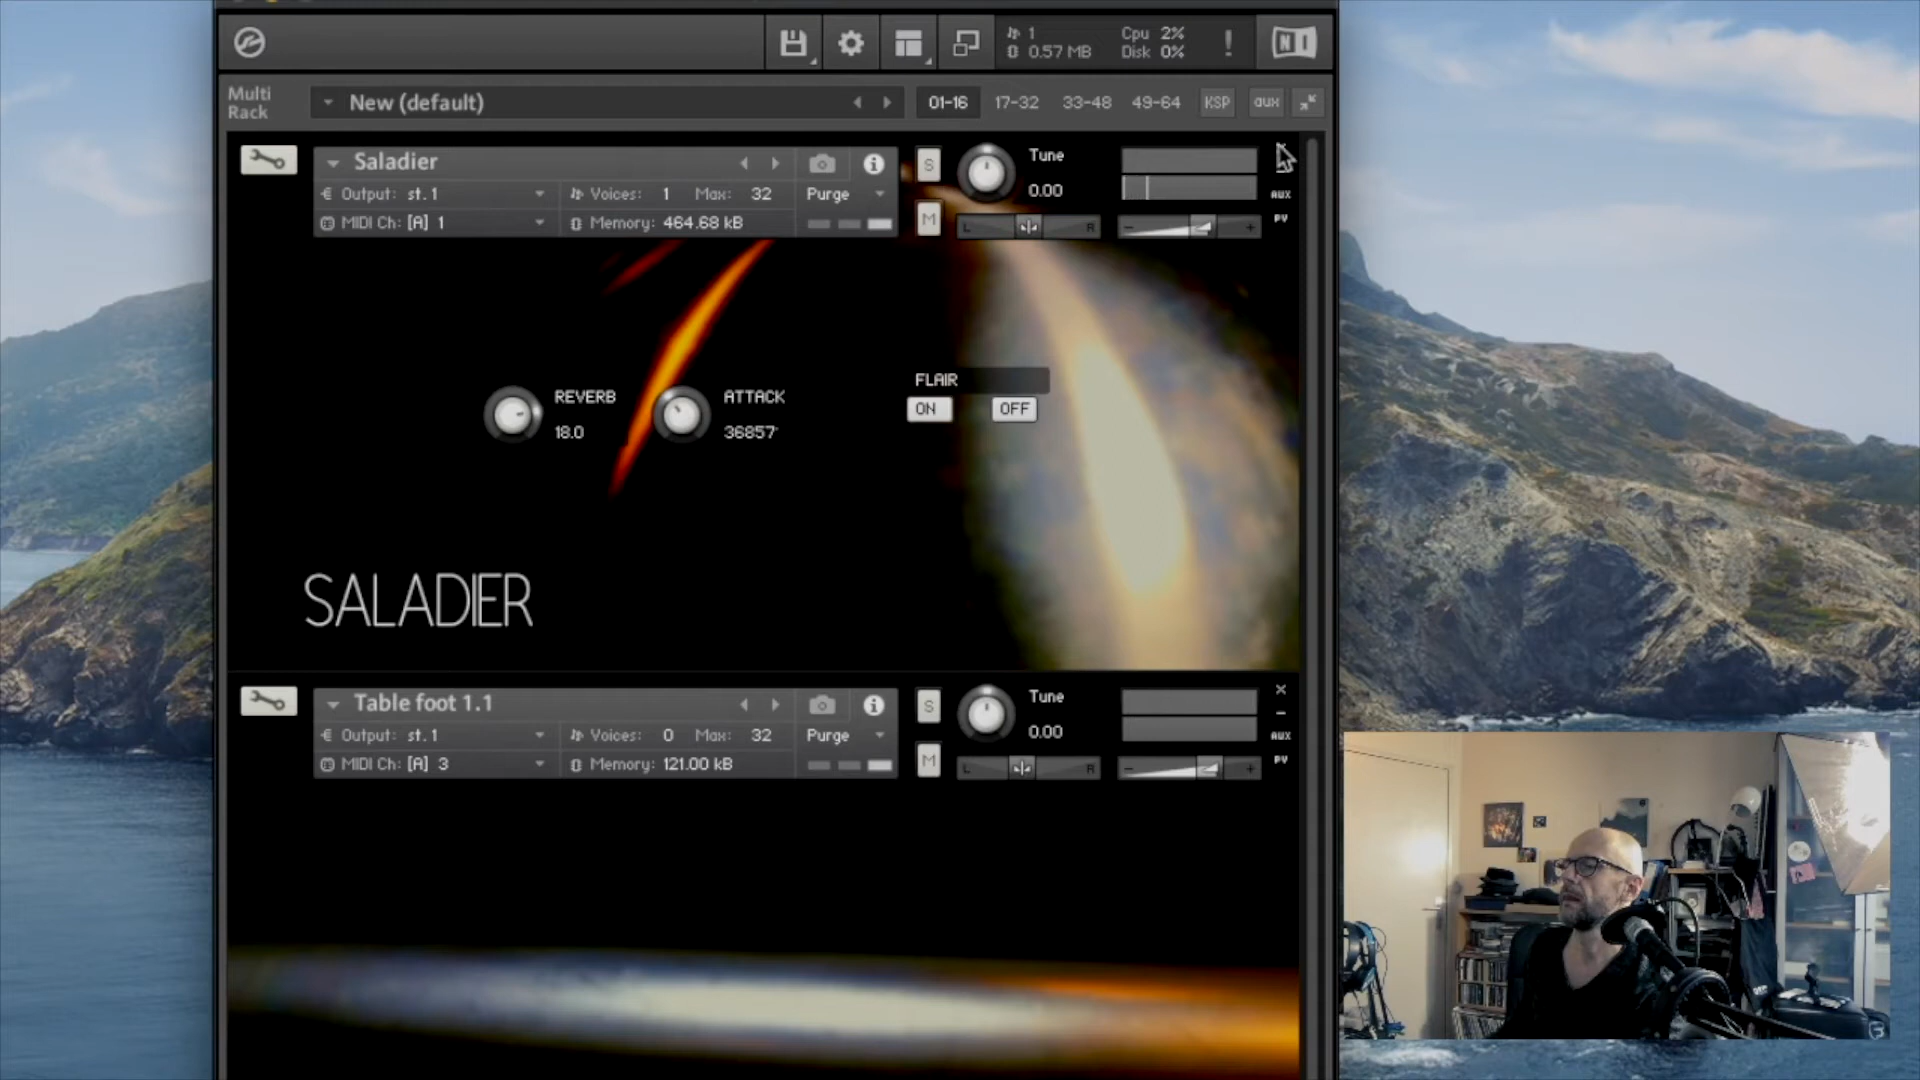 1
0.57 MB
Cpu 2%
Disk 0%
!
NI
Multi
Rack
New (default)
01-16 17-32 33-48 49-64 KSP aux
Saladier
Output: st.1
Voices: 1 Max: 32
Purge
MIDI Ch: [A] 1
Memory: 464.68 kB
S
M
Tune
0.00
L R
- +
AUX
PV
REVERB
18.0
ATTACK
36857
FLAIR
ON OFF
SALADIER
Table foot 1.1
Output: st.1
Voices: 0 Max: 32
Purge
MIDI Ch: [A] 3
Memory: 121.00 kB
S
M
Tune
0.00
L R
- +
AUX
PV